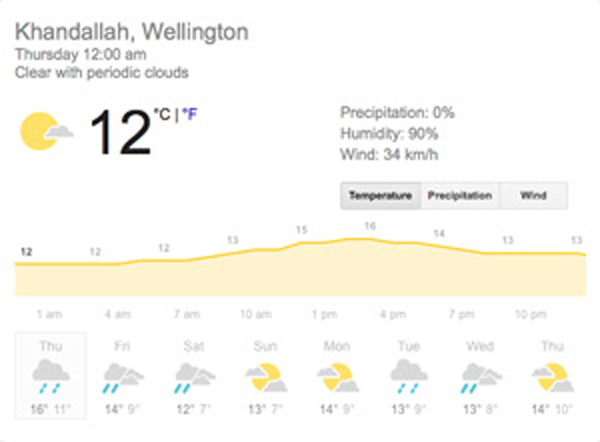 Khandallah, Wellington
Thursday 12:00 am
Clear with periodic clouds
12 °C | °F
Precipitation: 0%
Humidity: 90%
Wind: 34 km/h
Temperature Precipitation Wind
12 12 12 13 15 16 14 13 13
1 am 4 am 7 am 10 am 1 pm 4 pm 7 pm 10 pm
Thu Fri Sat Sun Mon Tue Wed Thu
16° 11° 14° 9° 12° 7° 13° 7° 14° 9° 13° 9° 13° 8° 14° 10°